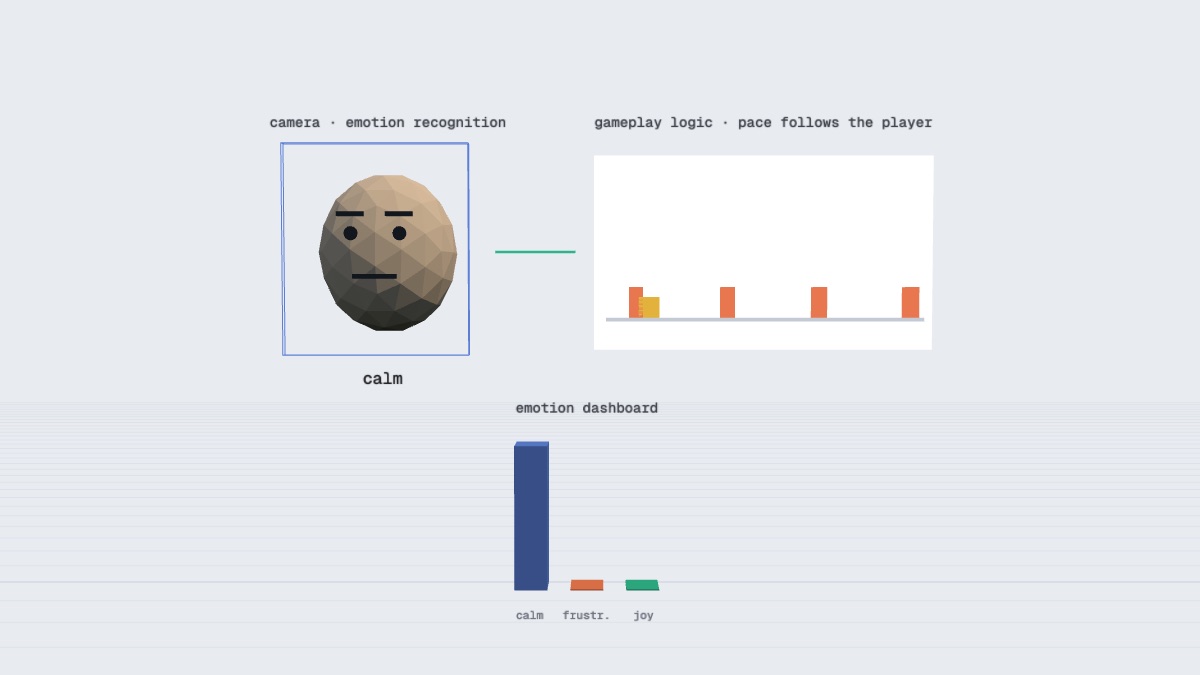 camera · emotion recognition
gameplay logic · pace follows the player
calm
emotion dashboard
calm
frustr.
joy